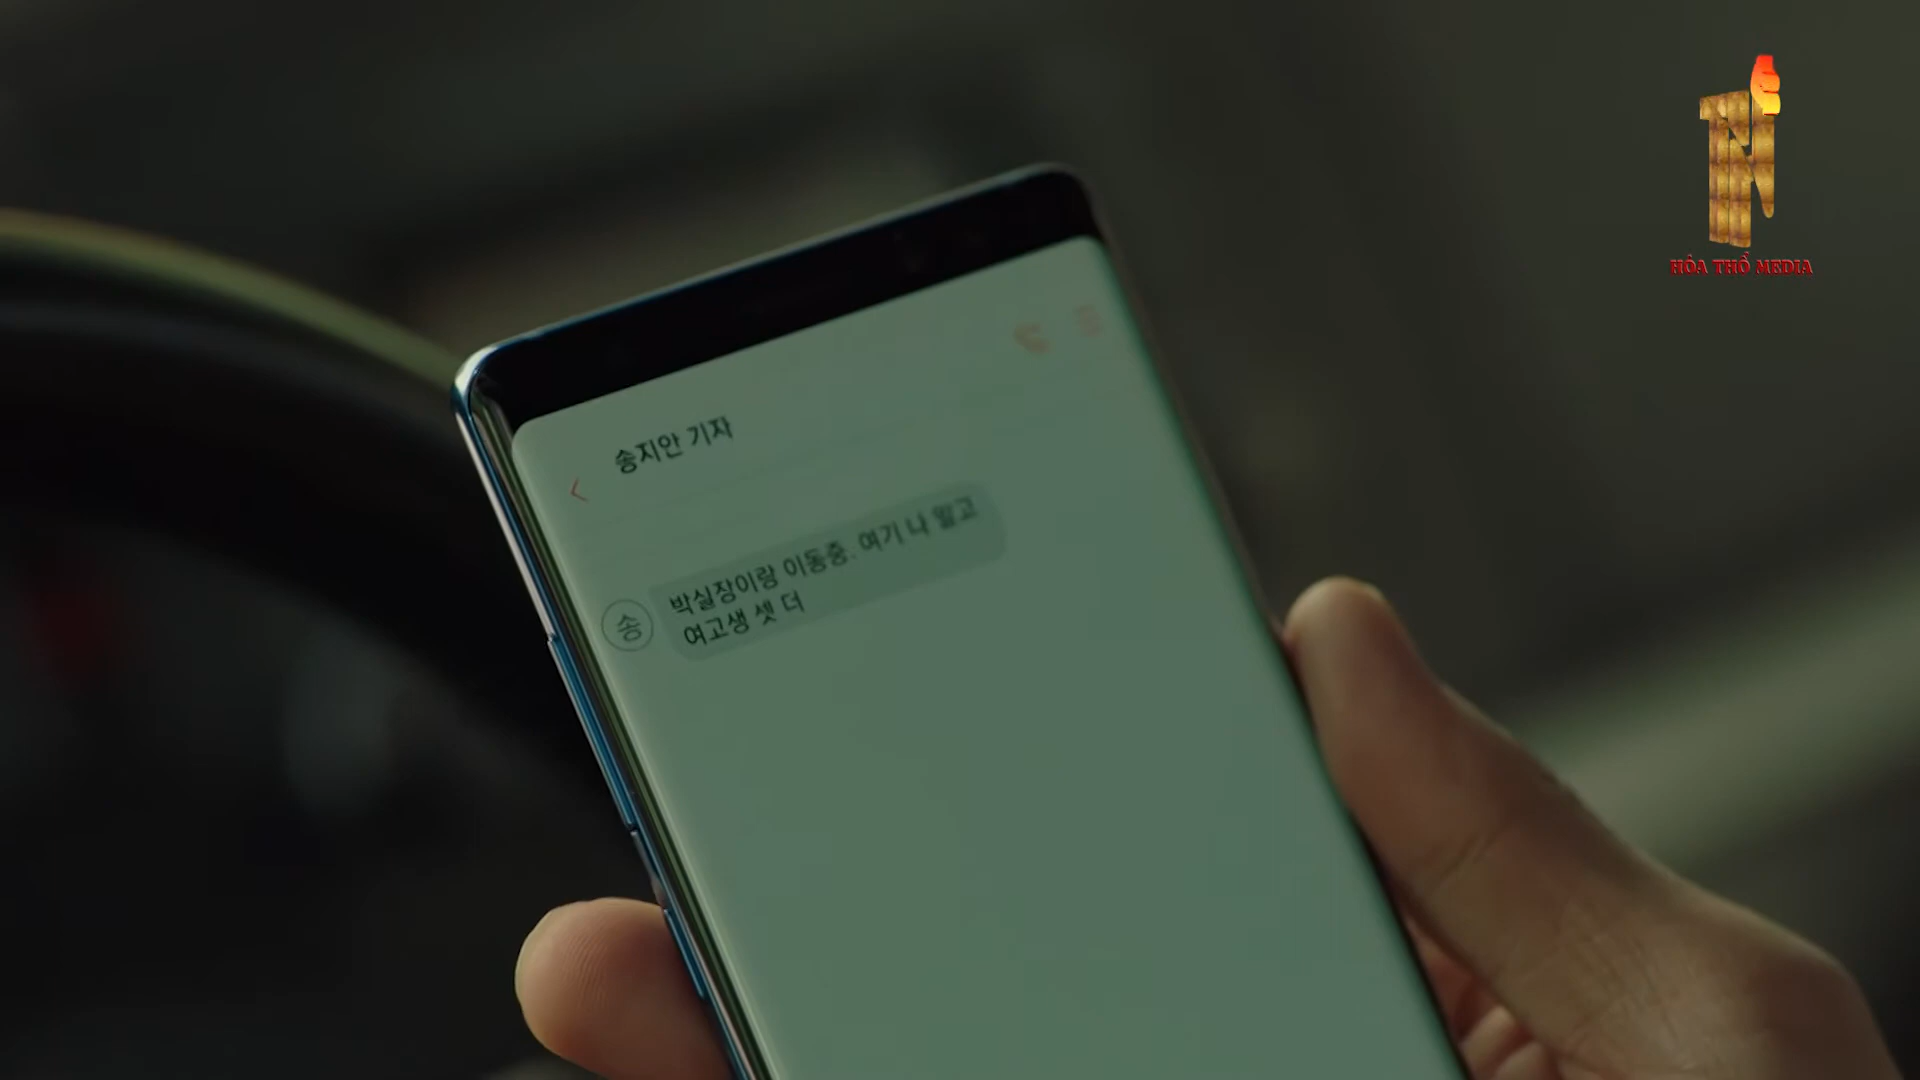 HỎA THỔ MEDIA
송지안 기자
박실장이랑 이동중. 여기 나 말고
여고생 셋 더
송